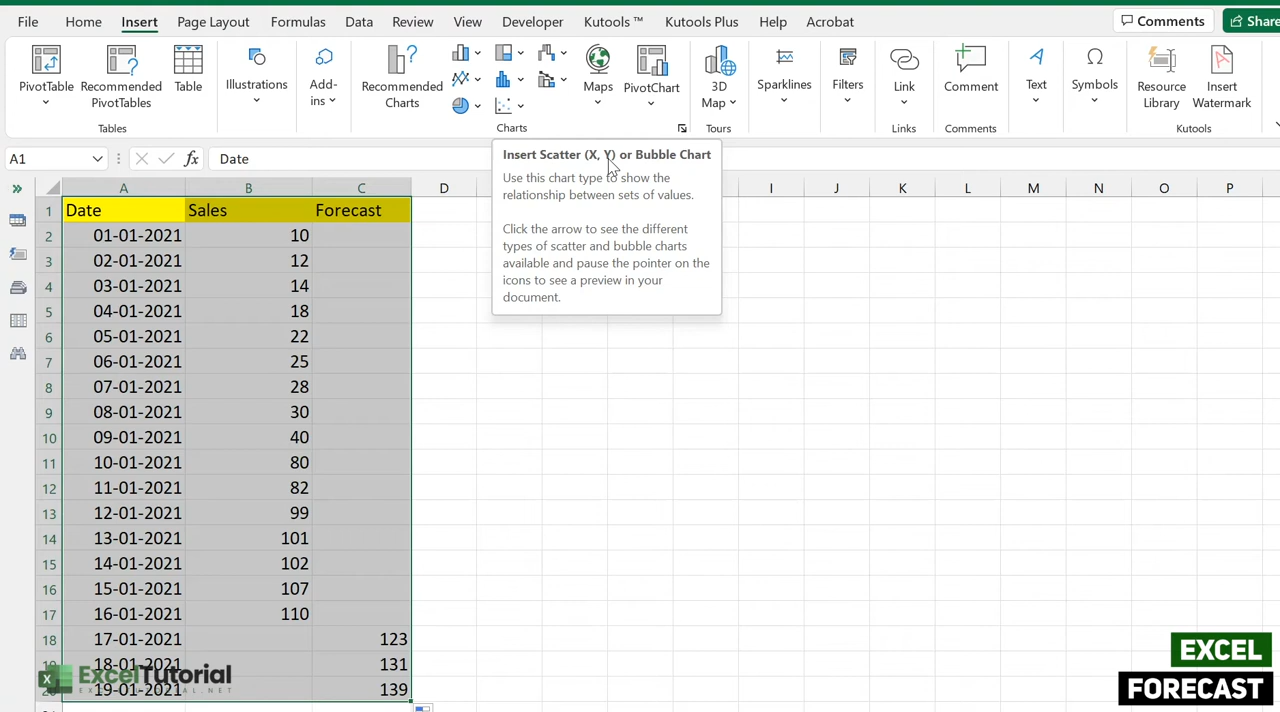 File Home Insert Page Layout Formulas Data Review View Developer Kutools ™ Kutools Plus Help Acrobat Comments Share
PivotTable
Recommended
PivotTables
Table
Illustrations
Add-
ins
Recommended
Charts
Maps
PivotChart
3D
Map
Sparklines
Filters
Link
Comment
Text
Symbols
Resource
Library
Insert
Watermark
Tables Charts Tours Links Comments Kutools
A1 fx Date
Insert Scatter (X, Y) or Bubble Chart
Use this chart type to show the
relationship between sets of values.
Click the arrow to see the different
types of scatter and bubble charts
available and pause the pointer on the
icons to see a preview in your
document.
A B C D I J K L M N O P
1 Date Sales Forecast
2 01-01-2021 10
3 02-01-2021 12
4 03-01-2021 14
5 04-01-2021 18
6 05-01-2021 22
7 06-01-2021 25
8 07-01-2021 28
9 08-01-2021 30
10 09-01-2021 40
11 10-01-2021 80
12 11-01-2021 82
13 12-01-2021 99
14 13-01-2021 101
15 14-01-2021 102
16 15-01-2021 107
17 16-01-2021 110
18 17-01-2021 123
18-01-2021 131
19-01-2021 139
ExcelTutorial
EXCEL
FORECAST